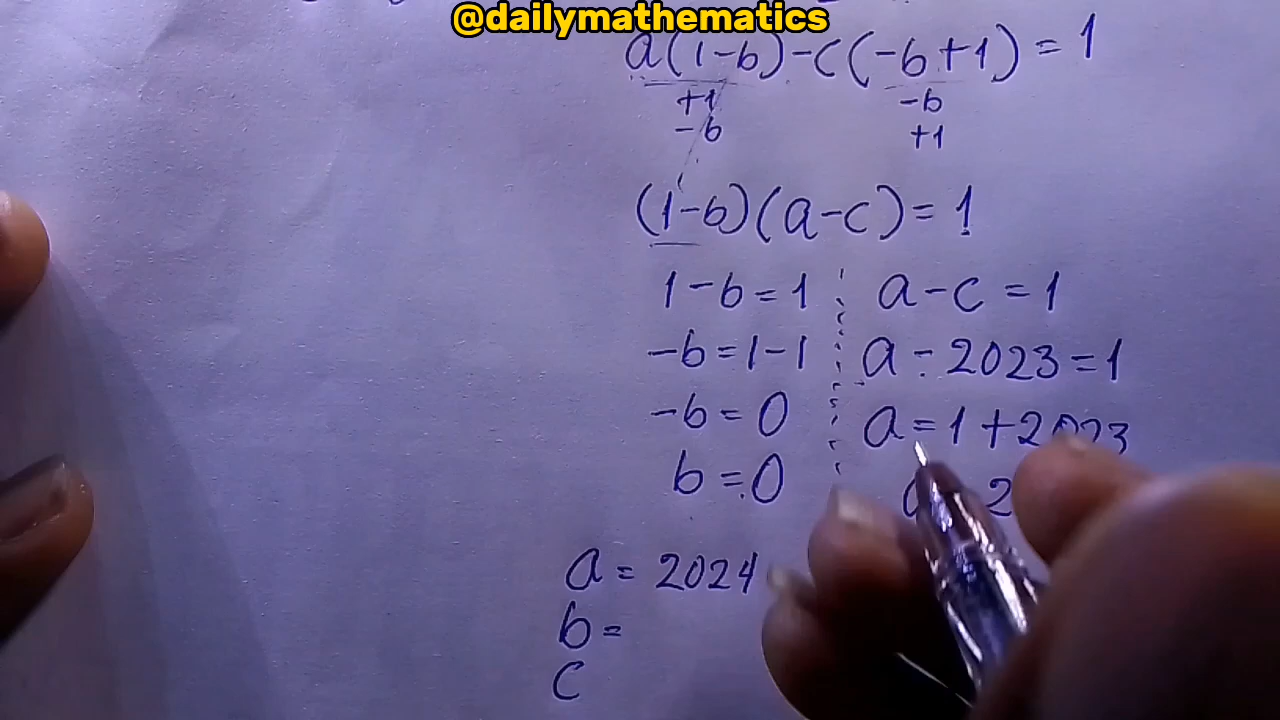 @dailymathematics
a(1-b)-c(-b+1)=1
+1 -b
-b +1
(1-b)(a-c)=1
1-b=1 a-c=1
-b=1-1 a-2023=1
-b=0 a=1+2023
b=0 2
a=2024
b=
c